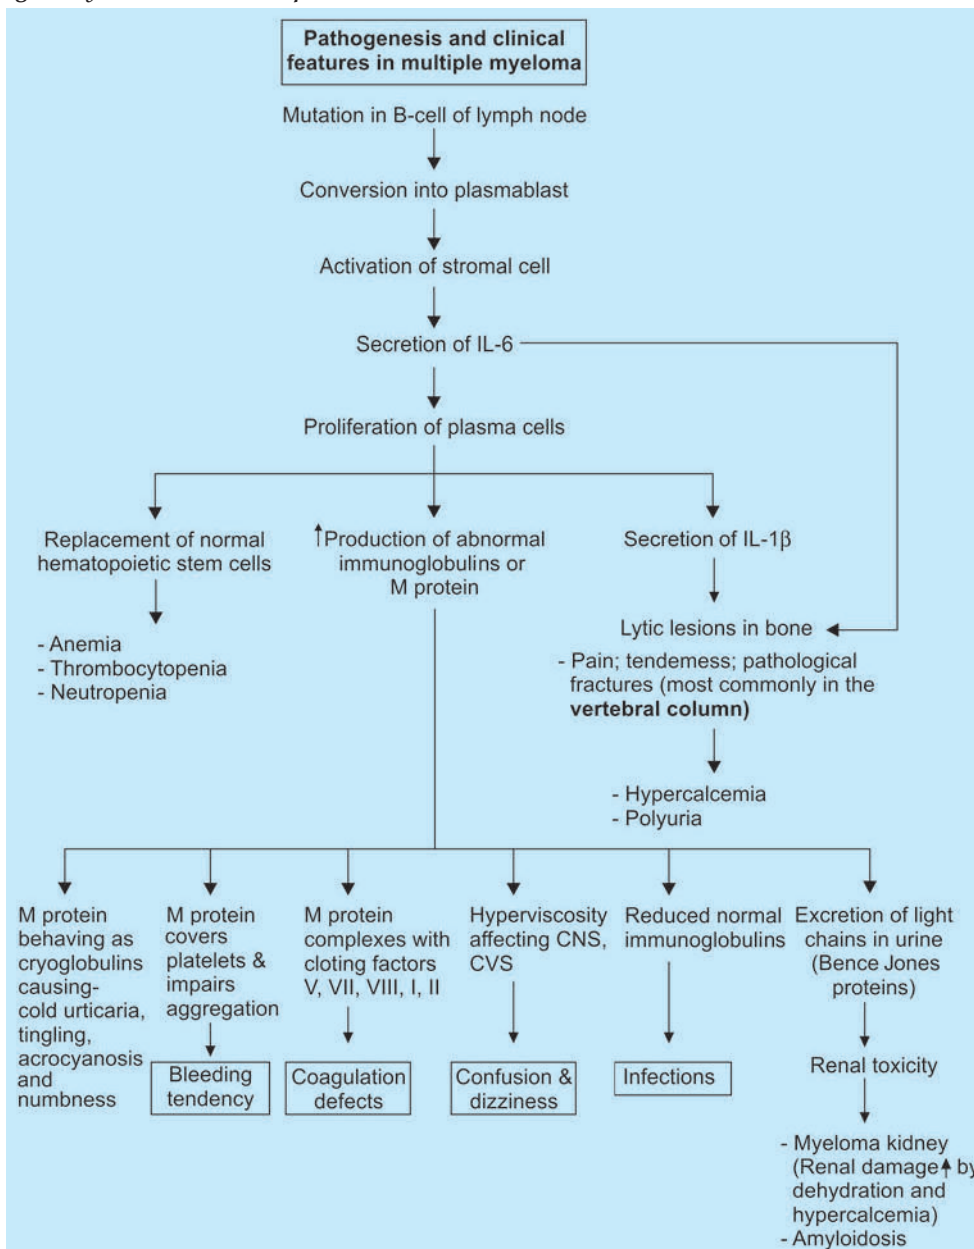 Pathogenesis and clinical
features in multiple myeloma
Mutation in B-cell of lymph node
Conversion into plasmablast
Activation of stromal cell
Secretion of IL-6
Proliferation of plasma cells
Replacement of normal
hematopoietic stem cells
- Anemia
- Thrombocytopenia
- Neutropenia
↑Production of abnormal
immunoglobulins or
M protein
Secretion of IL-1β
Lytic lesions in bone
- Pain; tendemess; pathological
fractures (most commonly in the
vertebral column)
- Hypercalcemia
- Polyuria
M protein
behaving as
cryoglobulins
causing-
cold urticaria,
tingling,
acrocyanosis
and
numbness
M protein
covers
platelets &
impairs
aggregation
Bleeding
tendency
M protein
complexes with
cloting factors
V, VII, VIII, I, II
Coagulation
defects
Hyperviscosity
affecting CNS,
CVS
Confusion &
dizziness
Reduced normal
immunoglobulins
Infections
Excretion of light
chains in urine
(Bence Jones
proteins)
Renal toxicity
- Myeloma kidney
(Renal damage↑ by
dehydration and
hypercalcemia)
- Amyloidosis